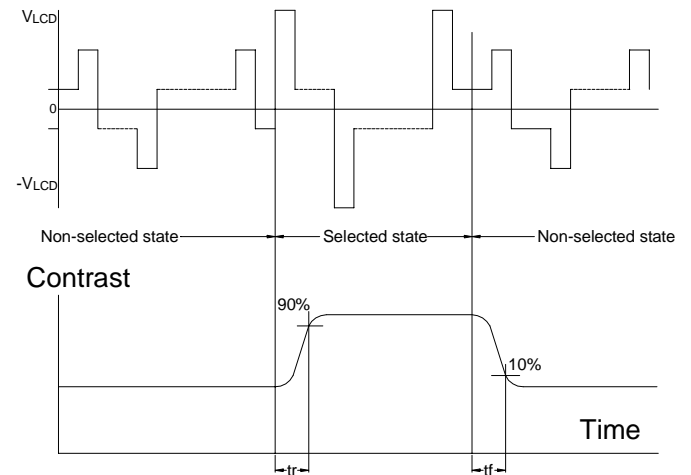 VLCD
0
-VLCD
Non-selected state
Selected state
Non-selected state
Contrast
90%
10%
Time
tr
tf